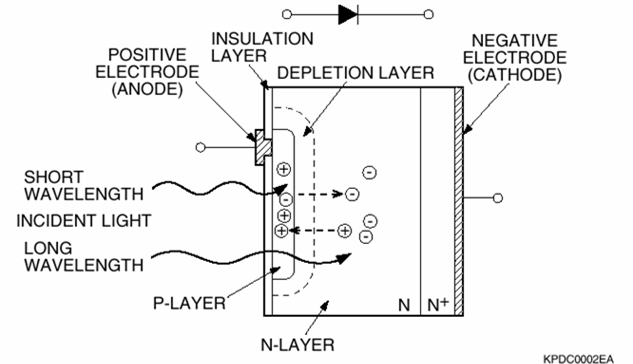 INSULATION
LAYER
POSITIVE
ELECTRODE
(ANODE)
DEPLETION LAYER
NEGATIVE
ELECTRODE
(CATHODE)
SHORT
WAVELENGTH
INCIDENT LIGHT
LONG
WAVELENGTH
P-LAYER
N-LAYER
N
N+
KPDC0002EA